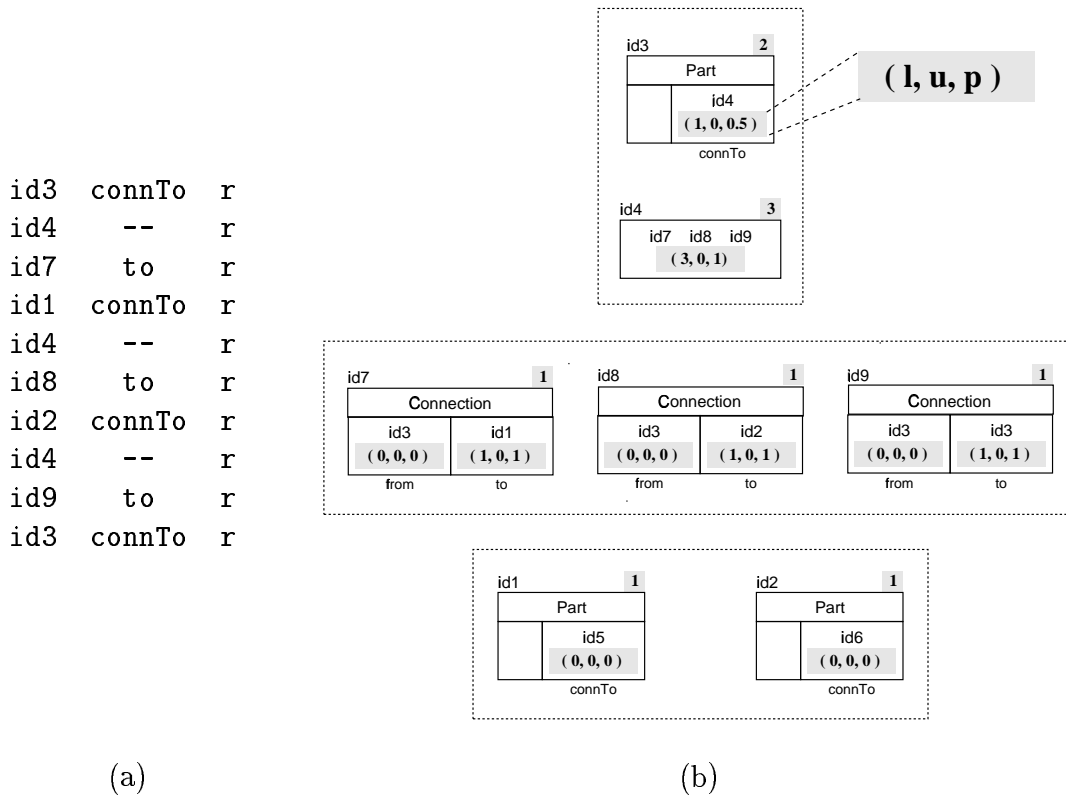 id3 connTo r
id4 -- r
id7 to r
id1 connTo r
id4 -- r
id8 to r
id2 connTo r
id4 -- r
id9 to r
id3 connTo r
(a)
id3 2
Part
id4
( 1, 0, 0.5 )
connTo
( l, u, p )
id4 3
id7 id8 id9
( 3, 0, 1)
id7 1
Connection
id3 id1
( 0, 0, 0 ) ( 1, 0, 1 )
from to
id8 1
Connection
id3 id2
( 0, 0, 0 ) ( 1, 0, 1 )
from to
id9 1
Connection
id3 id3
( 0, 0, 0 ) ( 1, 0, 1 )
from to
id1 1
Part
id5
( 0, 0, 0 )
connTo
id2 1
Part
id6
( 0, 0, 0 )
connTo
(b)